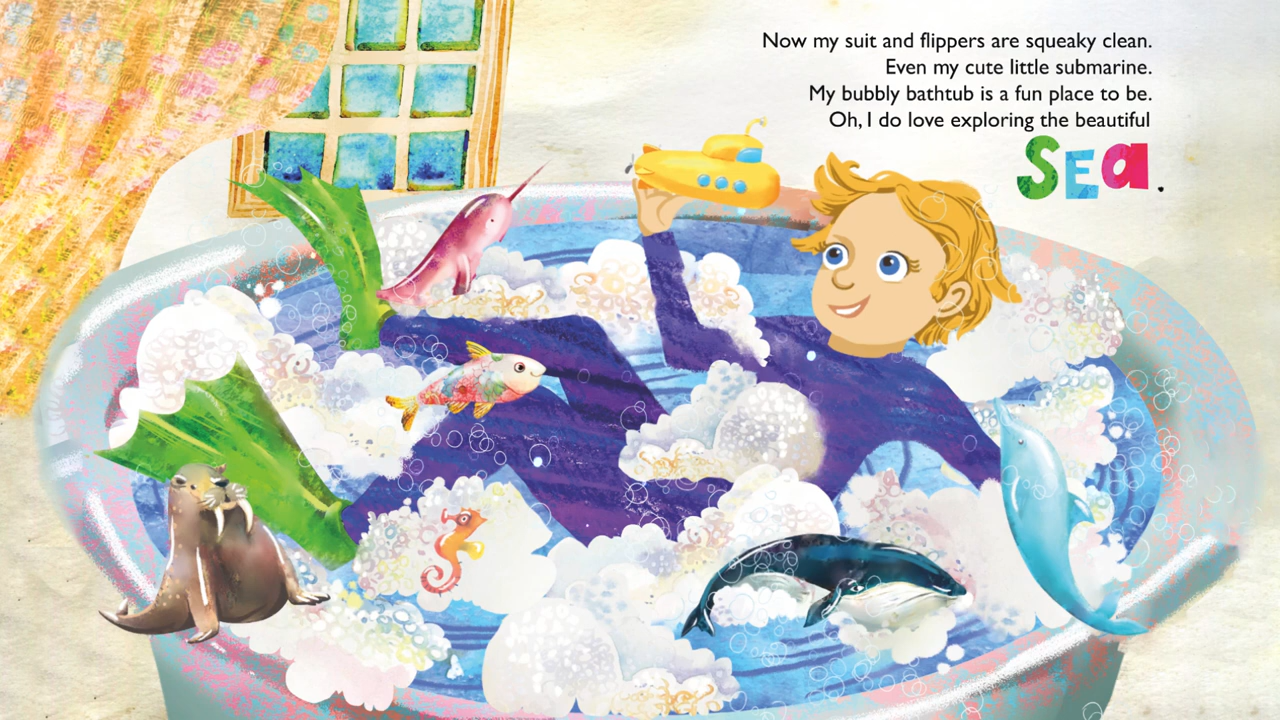 Now my suit and flippers are squeaky clean.
Even my cute little submarine.
My bubbly bathtub is a fun place to be.
Oh, I do love exploring the beautiful
SEa.